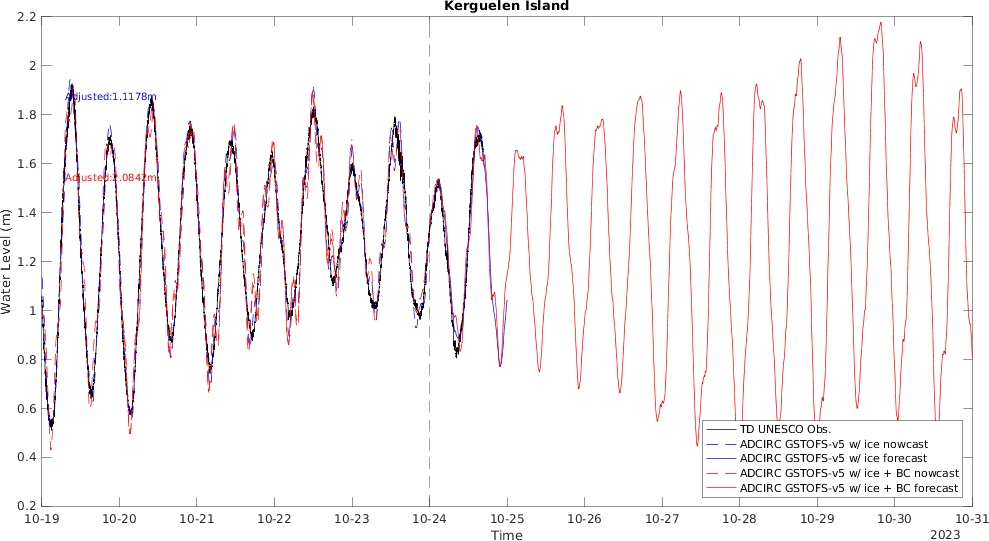 Kerguelen Island
2.2
2
1.8
1.6
1.4
1.2
1
0.8
0.6
0.4
0.2
Water Level (m)
Adjusted:1.1178m
Adjusted:2.0842m
TD UNESCO Obs.
ADCIRC GSTOFS-v5 w/ ice nowcast
ADCIRC GSTOFS-v5 w/ ice forecast
ADCIRC GSTOFS-v5 w/ ice + BC nowcast
ADCIRC GSTOFS-v5 w/ ice + BC forecast
10-19 10-20 10-21 10-22 10-23 10-24 10-25 10-26 10-27 10-28 10-29 10-30 10-31
Time
2023